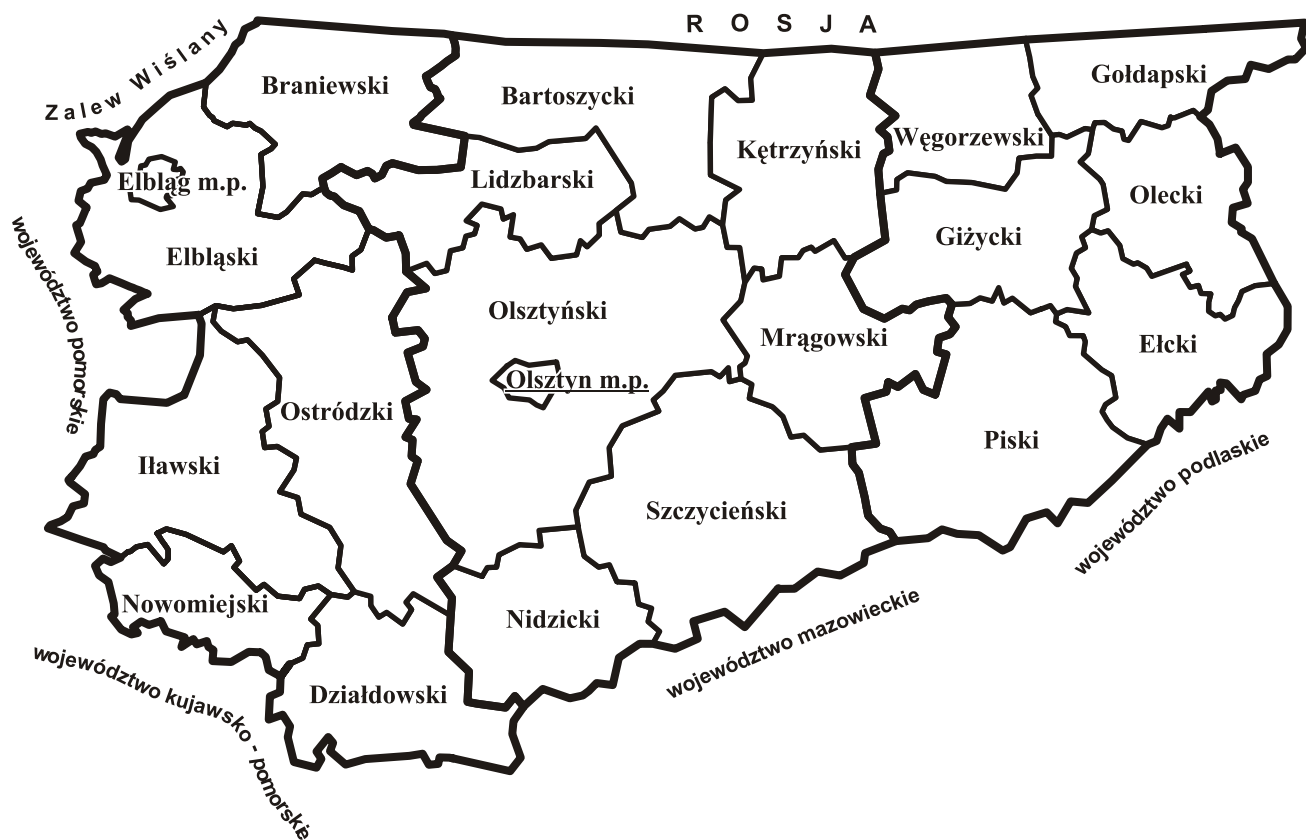 R O S J A
Zalew Wiślany
Braniewski
Bartoszycki
Gołdapski
Kętrzyński
Węgorzewski
Elbląg m.p.
Lidzbarski
Olecki
Elbląski
Giżycki
Olsztyński
Mrągowski
Ełcki
województwo pomorskie
Olsztyn m.p.
Ostródzki
Piski
Iławski
Szczycieński
województwo podlaskie
Nowomiejski
Nidzicki
województwo mazowieckie
Działdowski
województwo kujawsko - pomorskie